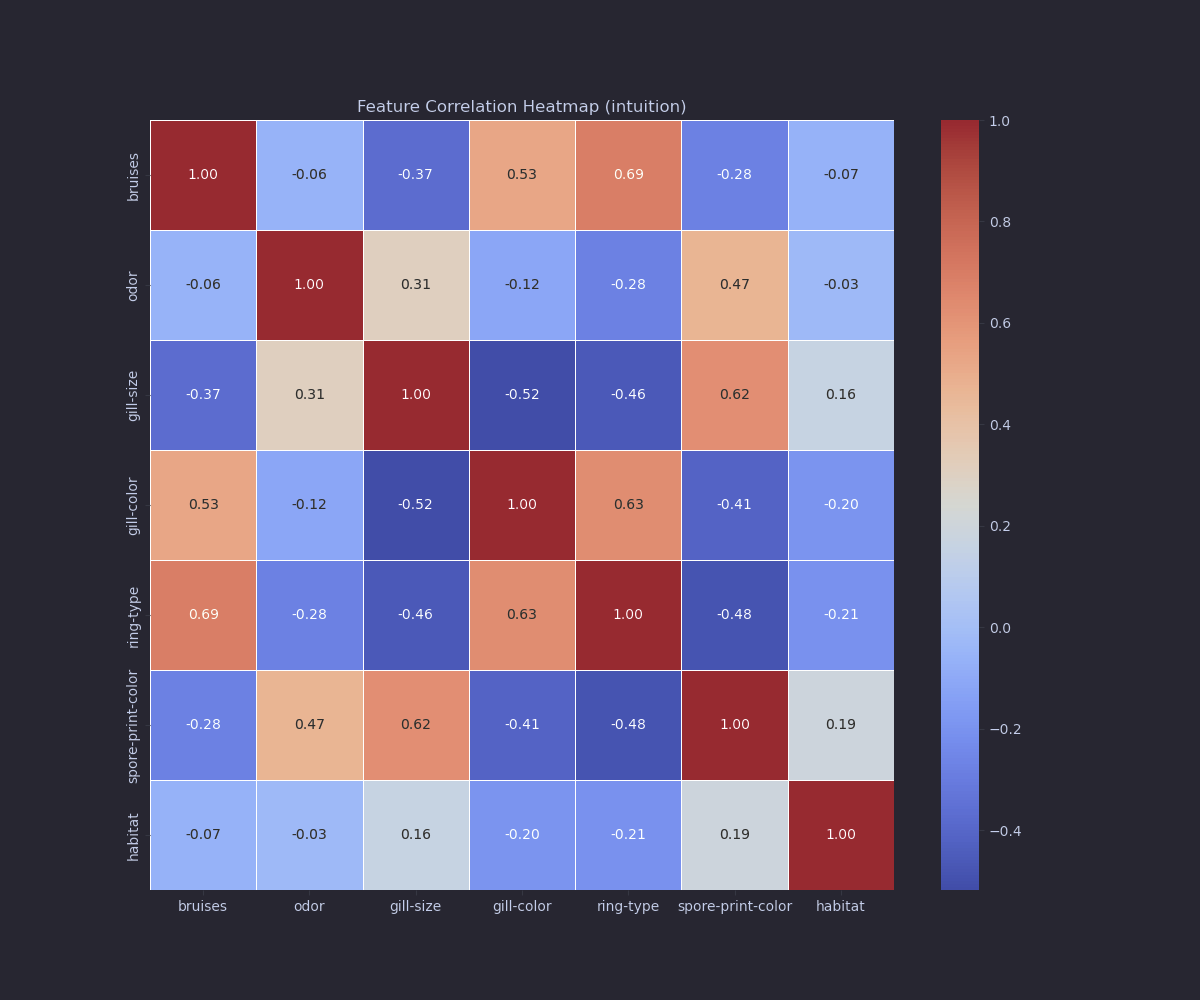 Feature Correlation Heatmap (intuition)
bruises 1.00 -0.06 -0.37 0.53 0.69 -0.28 -0.07
odor -0.06 1.00 0.31 -0.12 -0.28 0.47 -0.03
gill-size -0.37 0.31 1.00 -0.52 -0.46 0.62 0.16
gill-color 0.53 -0.12 -0.52 1.00 0.63 -0.41 -0.20
ring-type 0.69 -0.28 -0.46 0.63 1.00 -0.48 -0.21
spore-print-color -0.28 0.47 0.62 -0.41 -0.48 1.00 0.19
habitat -0.07 -0.03 0.16 -0.20 -0.21 0.19 1.00
bruises odor gill-size gill-color ring-type spore-print-color habitat
1.0
0.8
0.6
0.4
0.2
0.0
−0.2
−0.4